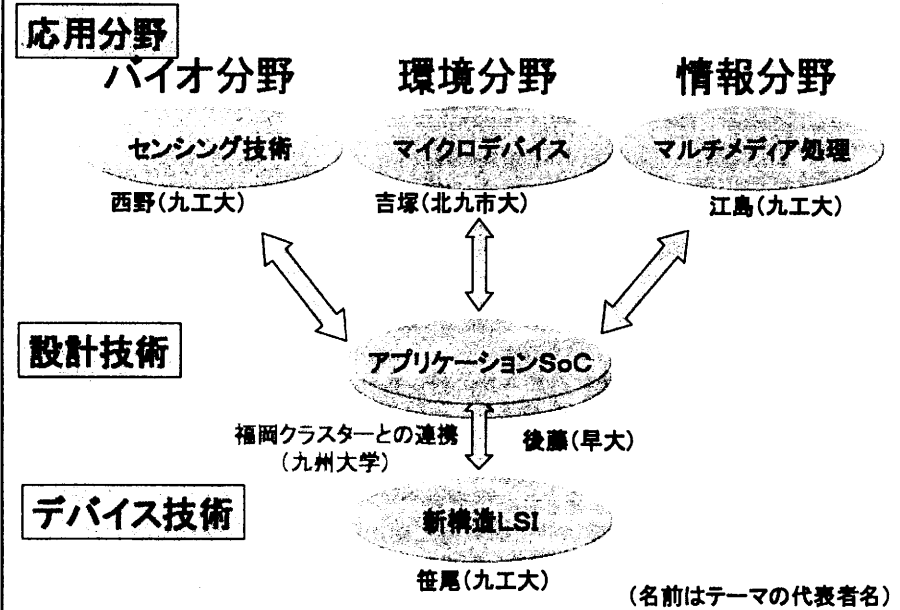 応用分野
バイオ分野 環境分野 情報分野
センシング技術 マイクロデバイス マルチメディア処理
西野(九工大) 吉塚(北九市大) 江島(九工大)
設計技術
アプリケーションSoC
福岡クラスターとの連携
(九州大学)
後藤(早大)
デバイス技術
新構造LSI
笹尾(九工大)
(名前はテーマの代表者名)